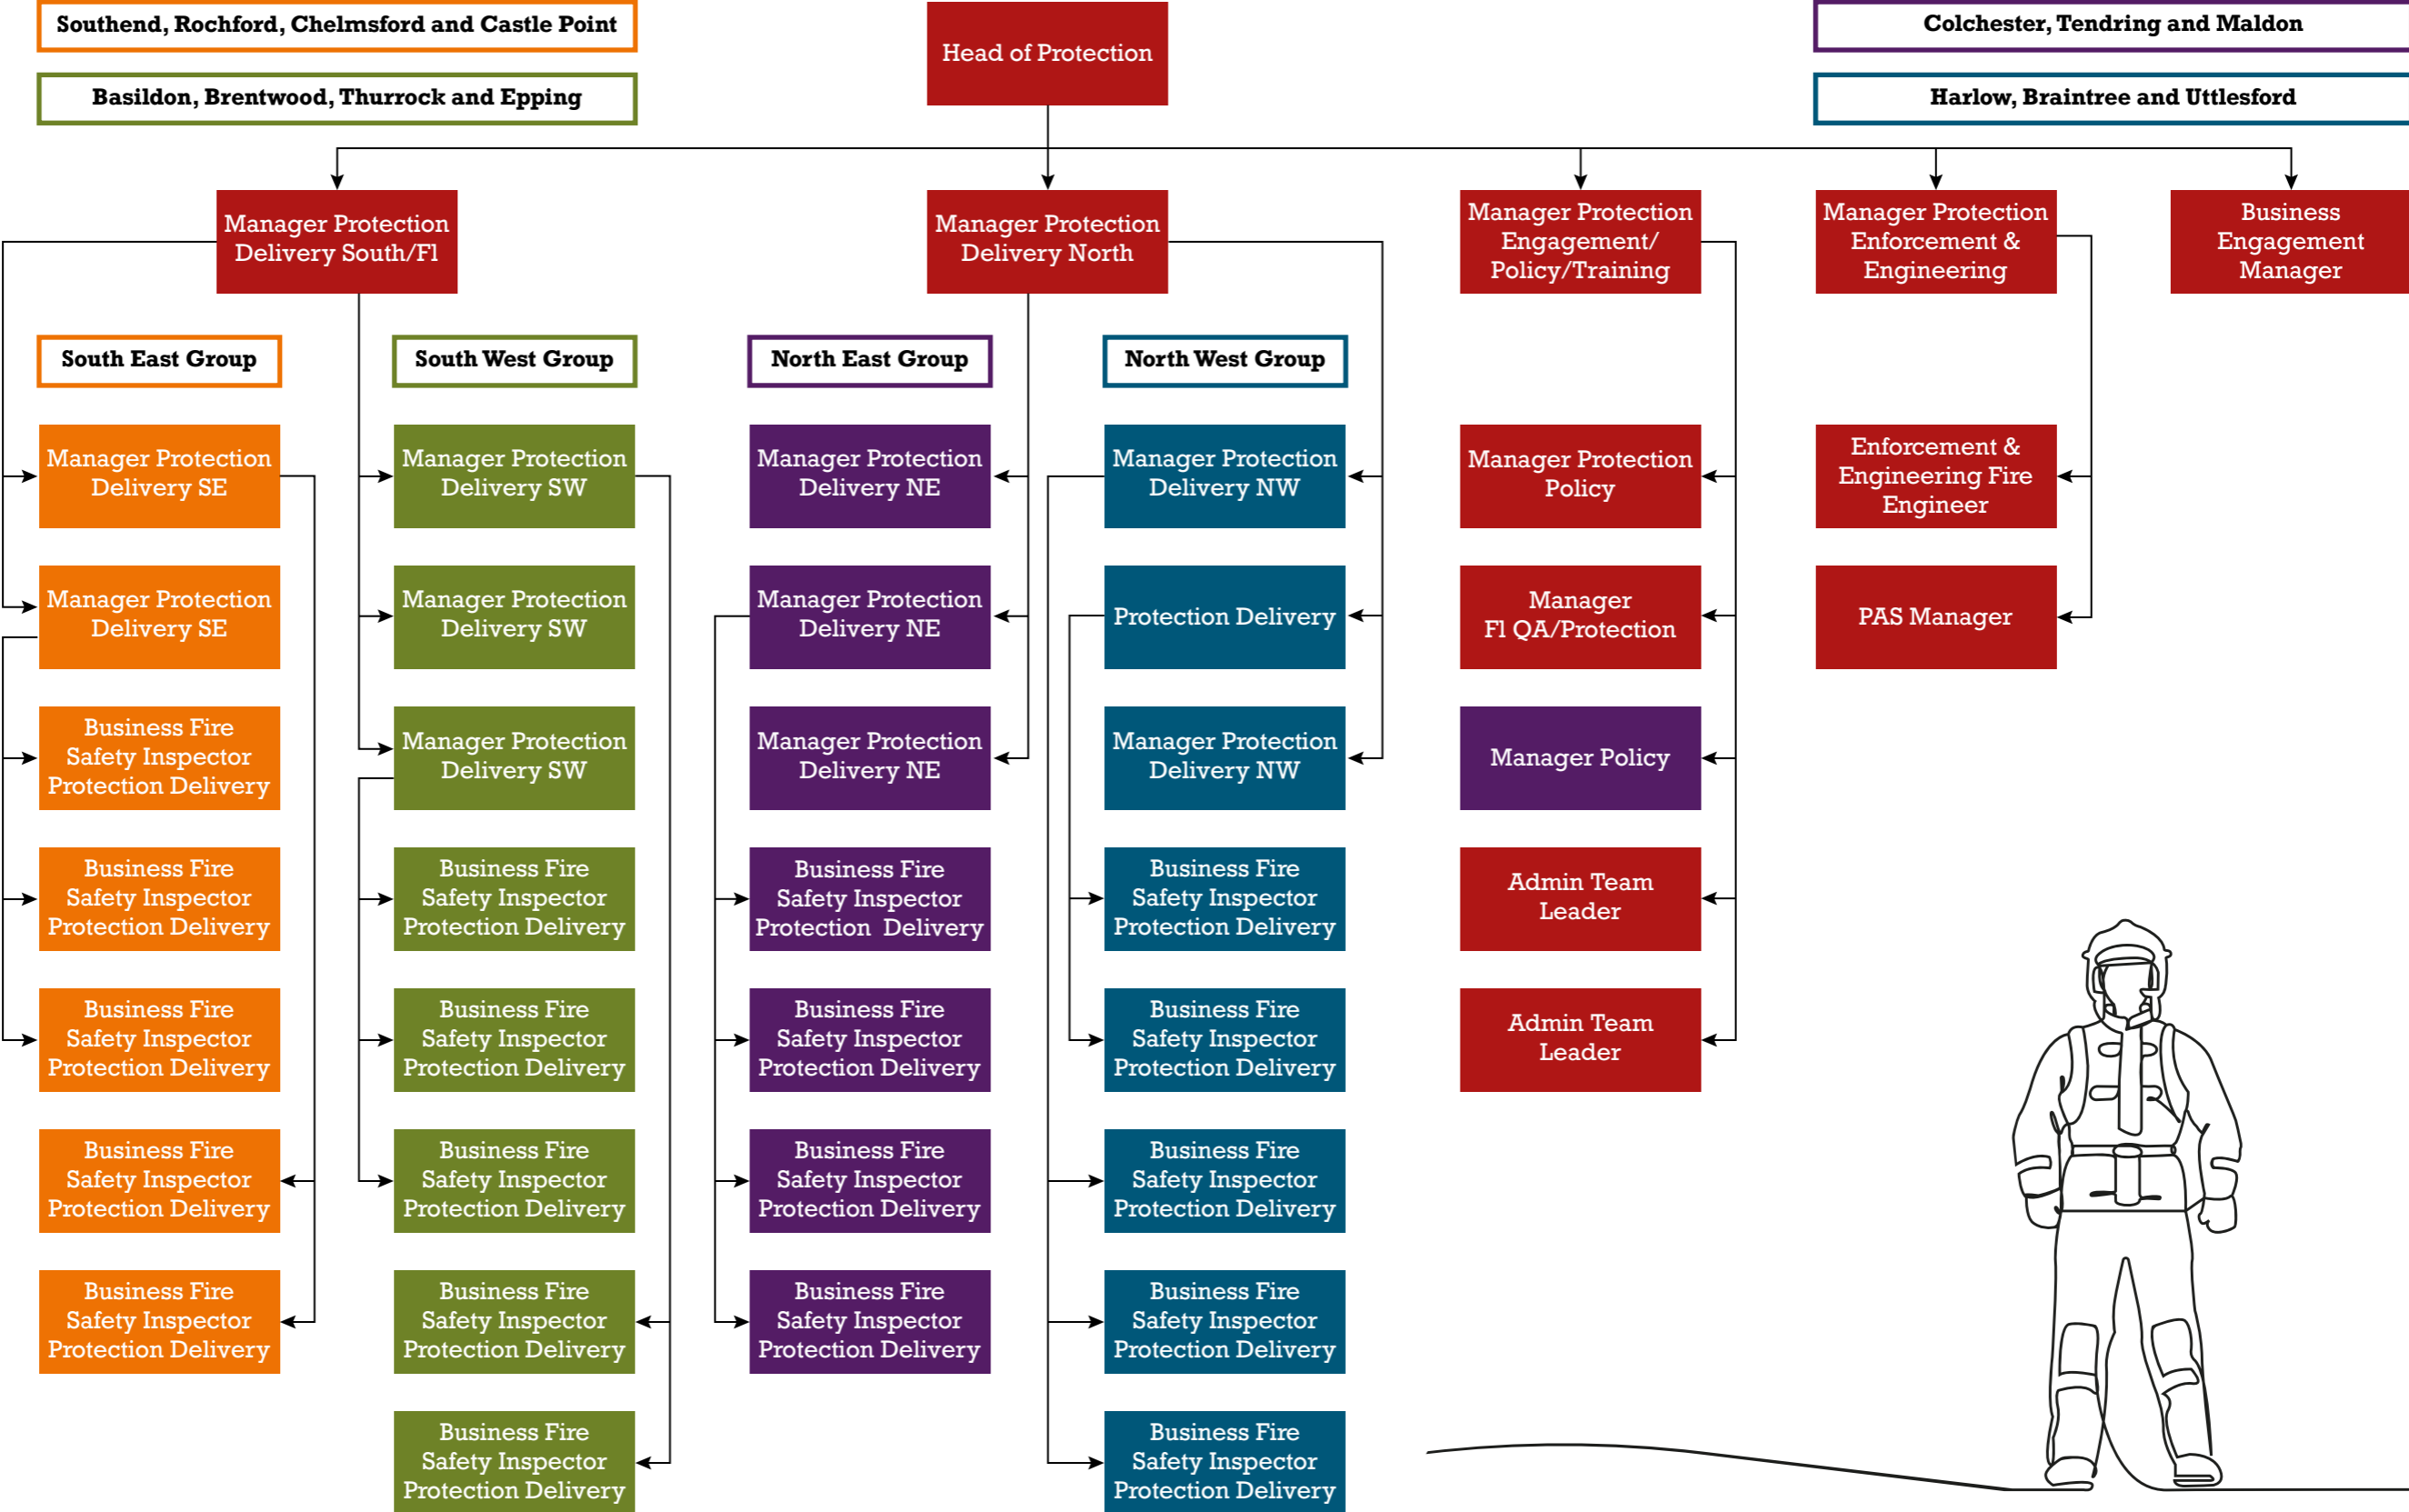 Southend, Rochford, Chelmsford and Castle Point
Basildon, Brentwood, Thurrock and Epping
Head of Protection
Colchester, Tendring and Maldon
Harlow, Braintree and Uttlesford
Manager Protection
Delivery South/Fl
Manager Protection
Delivery North
Manager Protection
Engagement/
Policy/Training
Manager Protection
Enforcement &
Engineering
Business
Engagement
Manager
South East Group
Manager Protection
Delivery SE
Manager Protection
Delivery SE
Business Fire
Safety Inspector
Protection Delivery
Business Fire
Safety Inspector
Protection Delivery
Business Fire
Safety Inspector
Protection Delivery
Business Fire
Safety Inspector
Protection Delivery
Business Fire
Safety Inspector
Protection Delivery
South West Group
Manager Protection
Delivery SW
Manager Protection
Delivery SW
Manager Protection
Delivery SW
Business Fire
Safety Inspector
Protection Delivery
Business Fire
Safety Inspector
Protection Delivery
Business Fire
Safety Inspector
Protection Delivery
Business Fire
Safety Inspector
Protection Delivery
Business Fire
Safety Inspector
Protection Delivery
North East Group
Manager Protection
Delivery NE
Manager Protection
Delivery NE
Manager Protection
Delivery NE
Business Fire
Safety Inspector
Protection Delivery
Business Fire
Safety Inspector
Protection Delivery
Business Fire
Safety Inspector
Protection Delivery
Business Fire
Safety Inspector
Protection Delivery
North West Group
Manager Protection
Delivery NW
Protection Delivery
Manager Protection
Delivery NW
Business Fire
Safety Inspector
Protection Delivery
Business Fire
Safety Inspector
Protection Delivery
Business Fire
Safety Inspector
Protection Delivery
Business Fire
Safety Inspector
Protection Delivery
Business Fire
Safety Inspector
Protection Delivery
Manager Protection
Policy
Manager
Fl QA/Protection
Manager Policy
Admin Team
Leader
Admin Team
Leader
Enforcement &
Engineering Fire
Engineer
PAS Manager